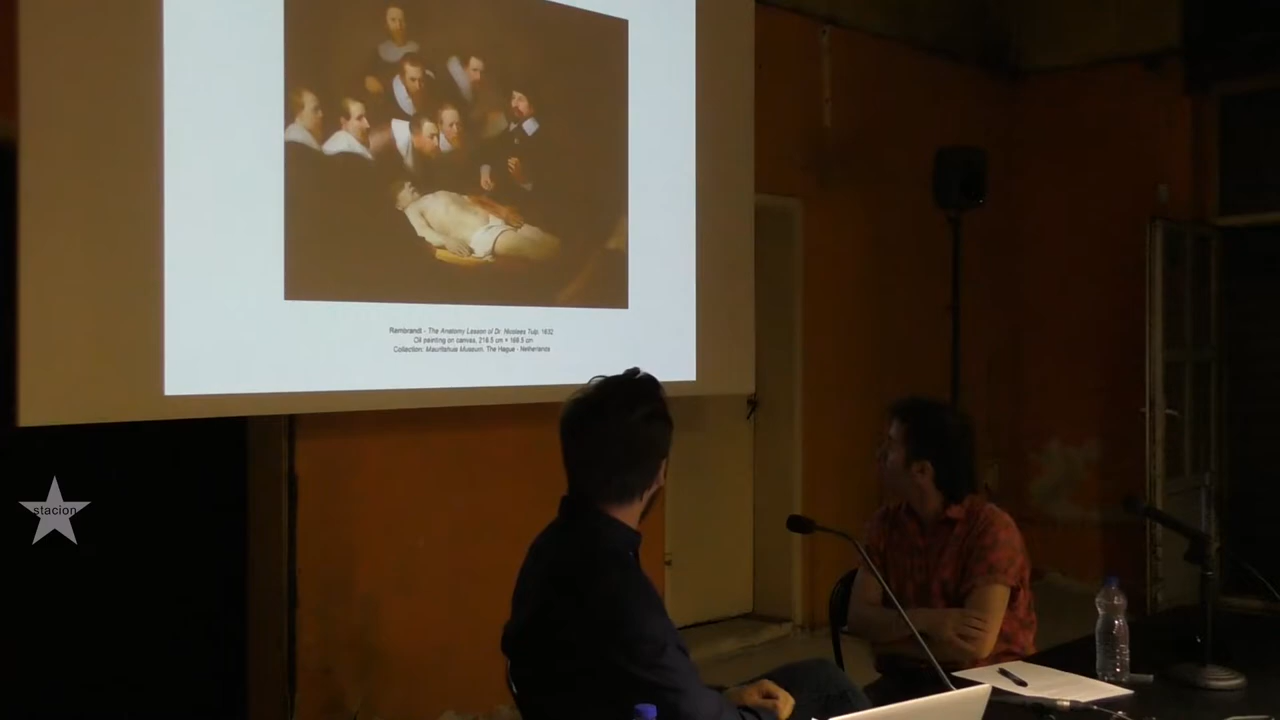 Rembrandt - The Anatomy Lesson of Dr. Nicolaes Tulp, 1632
Oil painting on canvas, 216.5 cm × 169.5 cm
Collection: Mauritshuis Museum, The Hague - Netherlands
stacion